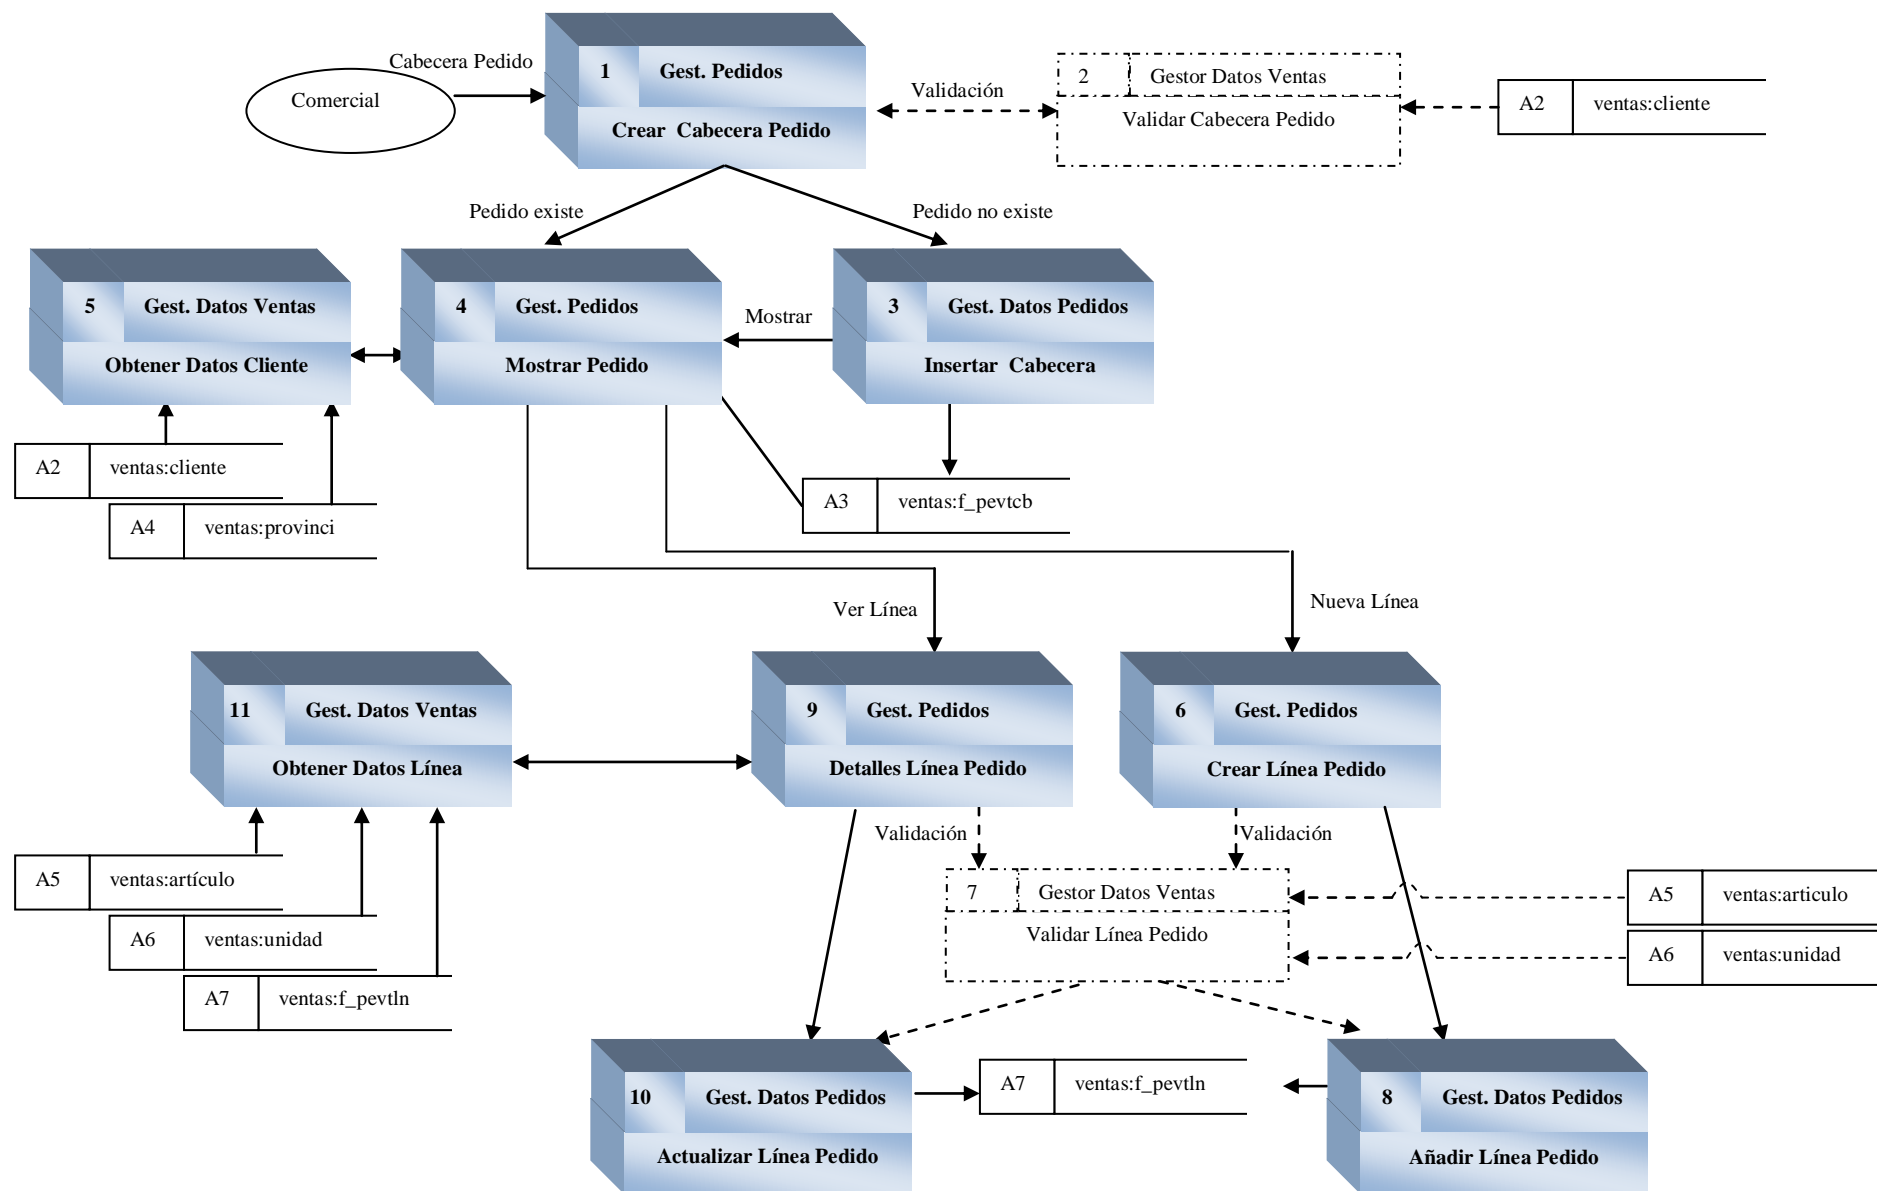 Cabecera Pedido
Comercial
1 Gest. Pedidos
Crear Cabecera Pedido
Validación
2 Gestor Datos Ventas
Validar Cabecera Pedido
A2 ventas:cliente
Pedido existe
Pedido no existe
5 Gest. Datos Ventas
Obtener Datos Cliente
4 Gest. Pedidos
Mostrar Pedido
Mostrar
3 Gest. Datos Pedidos
Insertar Cabecera
A2 ventas:cliente
A4 ventas:provinci
A3 ventas:f_pevtcb
Ver Línea
Nueva Línea
11 Gest. Datos Ventas
Obtener Datos Línea
9 Gest. Pedidos
Detalles Línea Pedido
6 Gest. Pedidos
Crear Línea Pedido
Validación
Validación
A5 ventas:artículo
A6 ventas:unidad
A7 ventas:f_pevtln
7 Gestor Datos Ventas
Validar Línea Pedido
A5 ventas:articulo
A6 ventas:unidad
10 Gest. Datos Pedidos
Actualizar Línea Pedido
A7 ventas:f_pevtln
8 Gest. Datos Pedidos
Añadir Línea Pedido